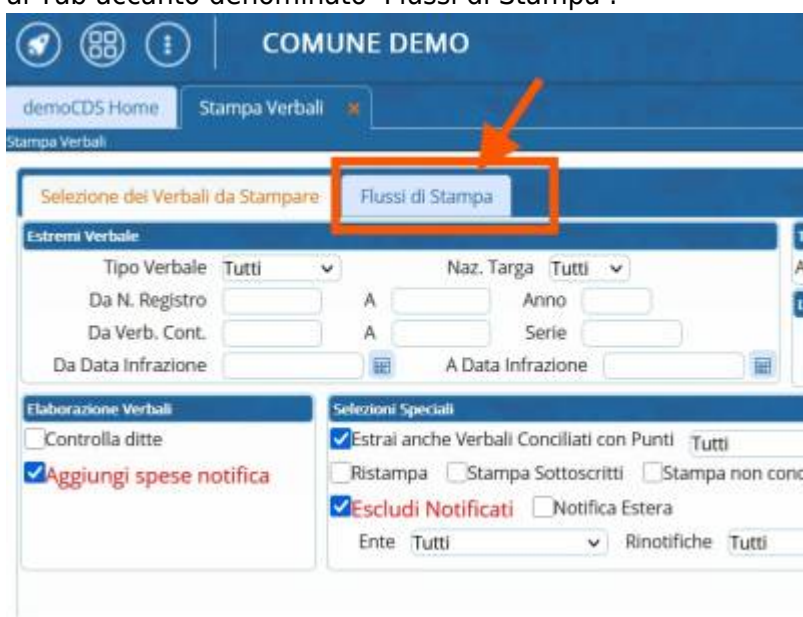 al Tab accanto denominato "Flussi di Stampa".
COMUNE DEMO
demoCDS Home Stampa Verbali ×
Stampa Verbali
Selezione dei Verbali da Stampare Flussi di Stampa
Estremi Verbale
Tipo Verbale Tutti Naz. Targa Tutti
Da N. Registro A Anno
Da Verb. Cont. A Serie
Da Data Infrazione A Data Infrazione
Elaborazione Verbali Selezioni Speciali
Controlla ditte Estrai anche Verbali Conciliati con Punti Tutti
Aggiungi spese notifica Ristampa Stampa Sottoscritti Stampa non conc
Escludi Notificati Notifica Estera
Ente Tutti Rinotifiche Tutti